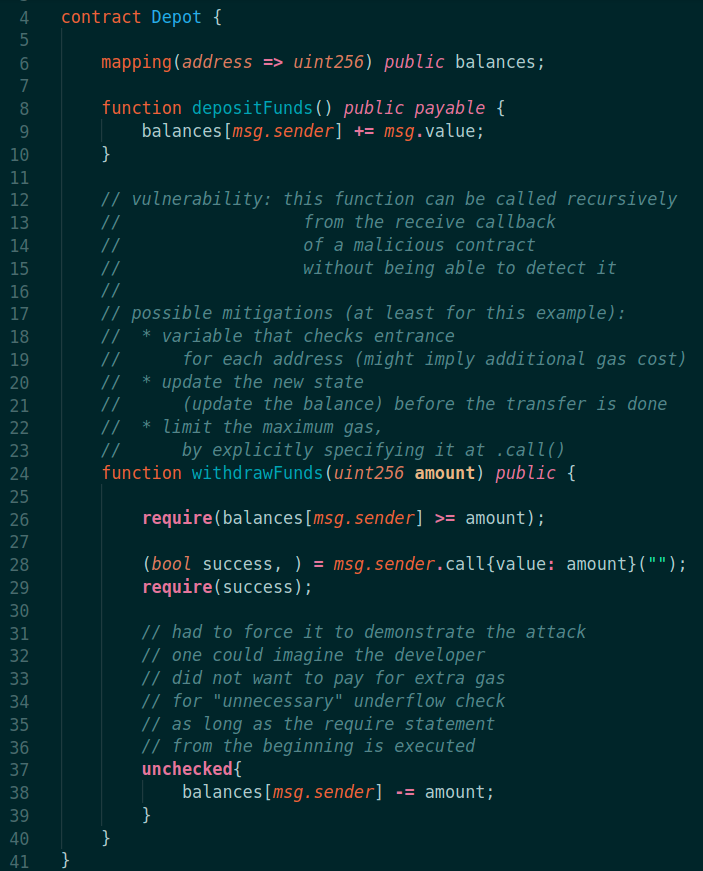 4 contract Depot {
5
6     mapping(address => uint256) public balances;
7
8     function depositFunds() public payable {
9         balances[msg.sender] += msg.value;
10     }
11
12     // vulnerability: this function can be called recursively
13     //                from the receive callback
14     //                of a malicious contract
15     //                without being able to detect it
16     //
17     // possible mitigations (at least for this example):
18     //  * variable that checks entrance
19     //      for each address (might imply additional gas cost)
20     //  * update the new state
21     //      (update the balance) before the transfer is done
22     //  * limit the maximum gas,
23     //      by explicitly specifying it at .call()
24     function withdrawFunds(uint256 amount) public {
25
26         require(balances[msg.sender] >= amount);
27
28         (bool success, ) = msg.sender.call{value: amount}("");
29         require(success);
30
31         // had to force it to demonstrate the attack
32         // one could imagine the developer
33         // did not want to pay for extra gas
34         // for "unnecessary" underflow check
35         // as long as the require statement
36         // from the beginning is executed
37         unchecked{
38             balances[msg.sender] -= amount;
39         }
40     }
41 }